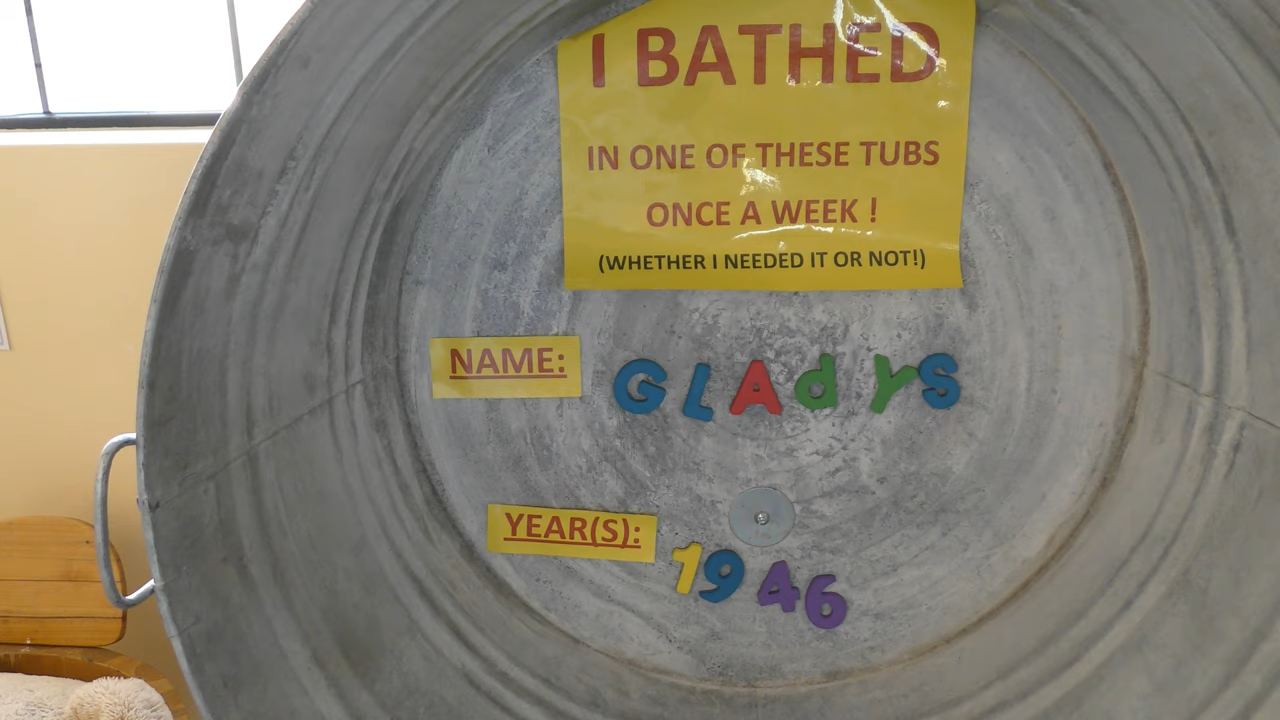 I BATHED
IN ONE OF THESE TUBS
ONCE A WEEK !
(WHETHER I NEEDED IT OR NOT!)
NAME: GLAdYS
YEAR(S): 1946